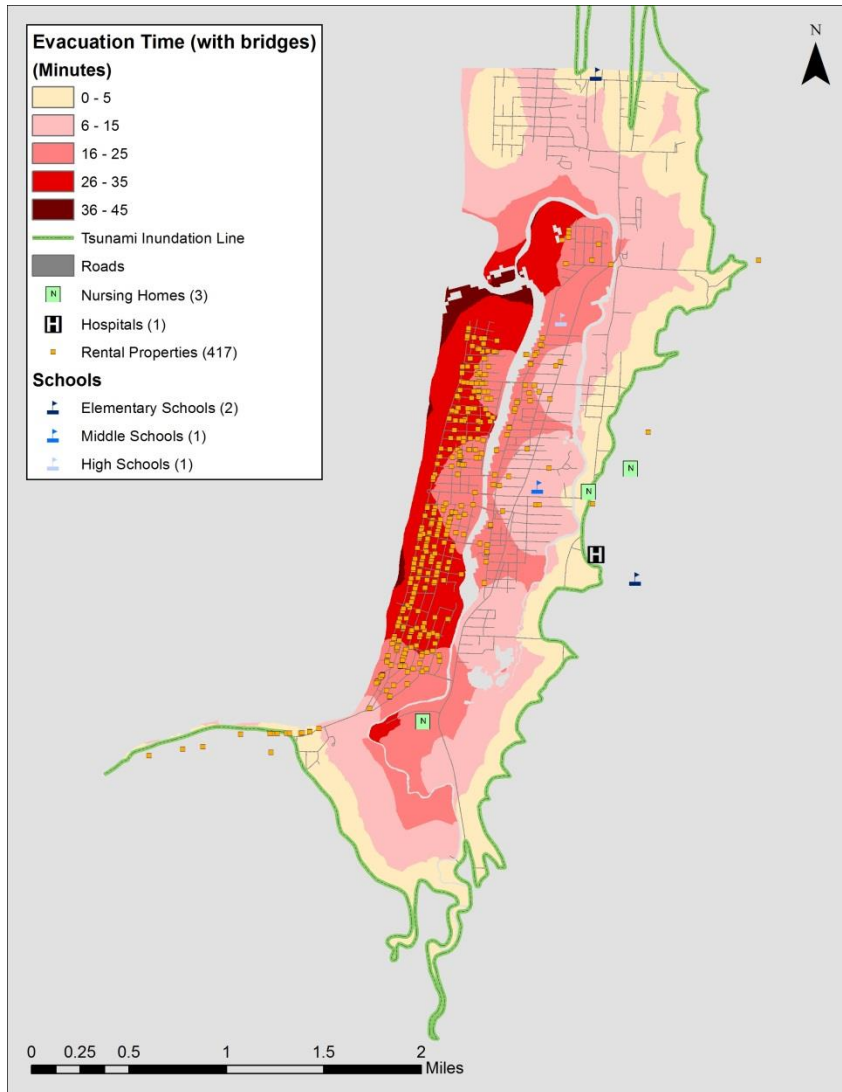 Evacuation Time (with bridges)
(Minutes)
0 - 5
6 - 15
16 - 25
26 - 35
36 - 45
Tsunami Inundation Line
Roads
N Nursing Homes (3)
H Hospitals (1)
Rental Properties (417)
Schools
Elementary Schools (2)
Middle Schools (1)
High Schools (1)
N
N
N
H
N
0 0.25 0.5 1 1.5 2
Miles